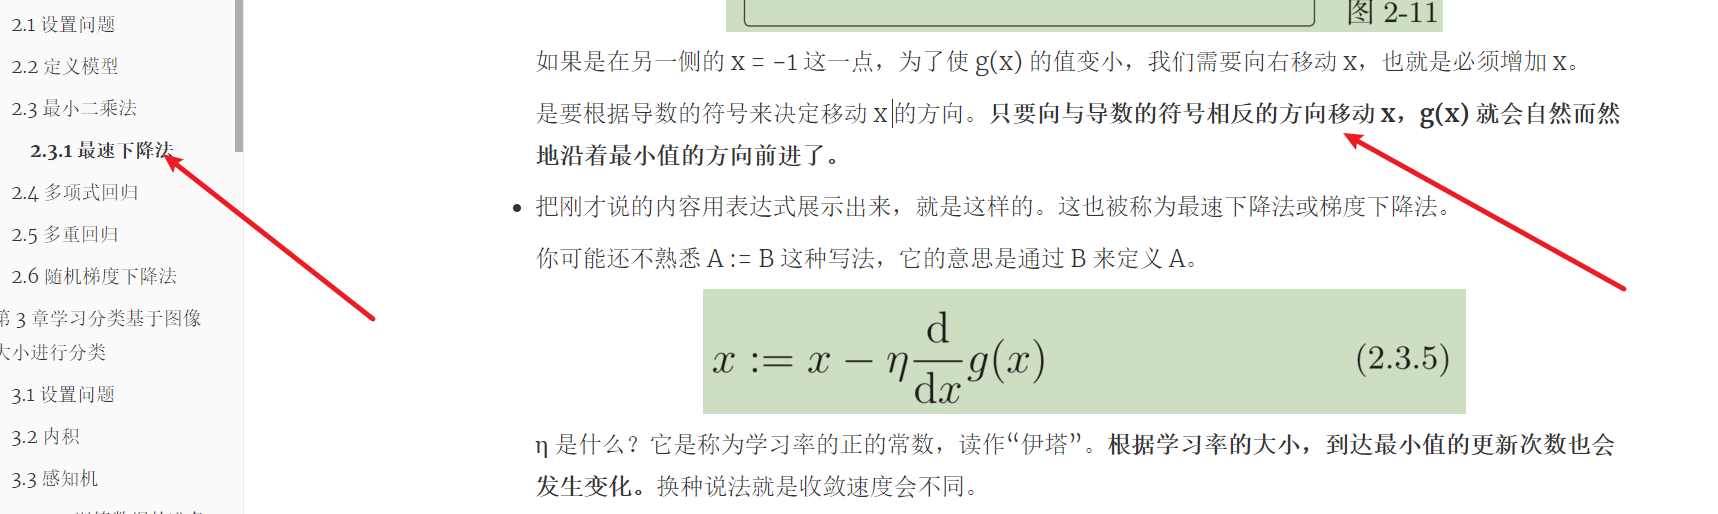 2.1 设置问题
2.2 定义模型
2.3 最小二乘法
2.3.1 最速下降法
2.4 多项式回归
2.5 多重回归
2.6 随机梯度下降法
第 3 章学习分类基于图像
大小进行分类
3.1 设置问题
3.2 内积
3.3 感知机
图 2-11
如果是在另一侧的 x = -1 这一点，为了使 g(x) 的值变小，我们需要向右移动 x，也就是必须增加 x。
是要根据导数的符号来决定移动 x 的方向。只要向与导数的符号相反的方向移动 x，g(x) 就会自然而然
地沿着最小值的方向前进了。
把刚才说的内容用表达式展示出来，就是这样的。这也被称为最速下降法或梯度下降法。
你可能还不熟悉 A := B 这种写法，它的意思是通过 B 来定义 A。
x := x − η d/dx g(x) (2.3.5)
η 是什么？它是称为学习率的正的常数，读作“伊塔”。根据学习率的大小，到达最小值的更新次数也会
发生变化。换种说法就是收敛速度会不同。